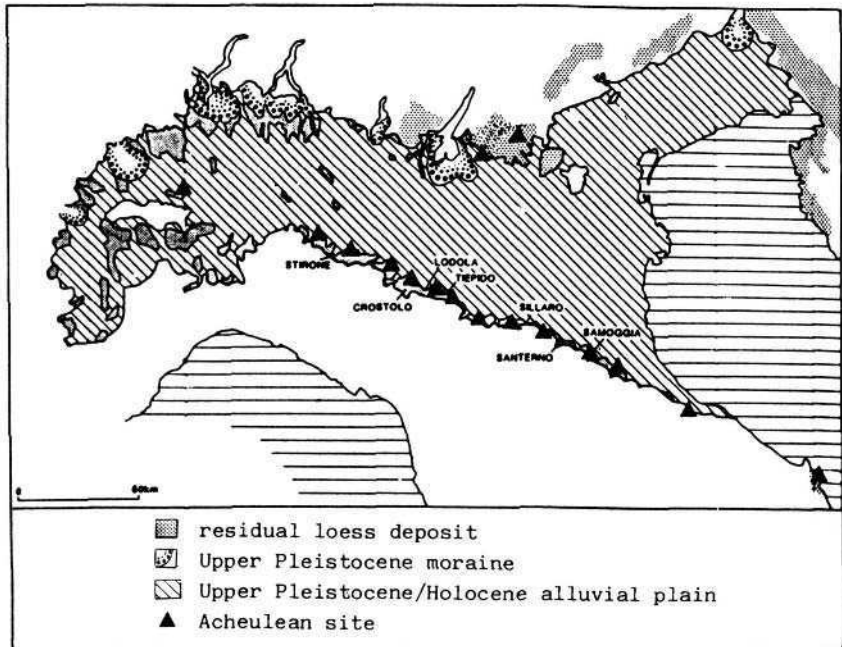 STIRONE
LODOLA
TIEPIDO
CROSTOLO
SILLARO
SAMOGGIA
SANTERNO
0 60km
residual loess deposit
Upper Pleistocene moraine
Upper Pleistocene/Holocene alluvial plain
Acheulean site